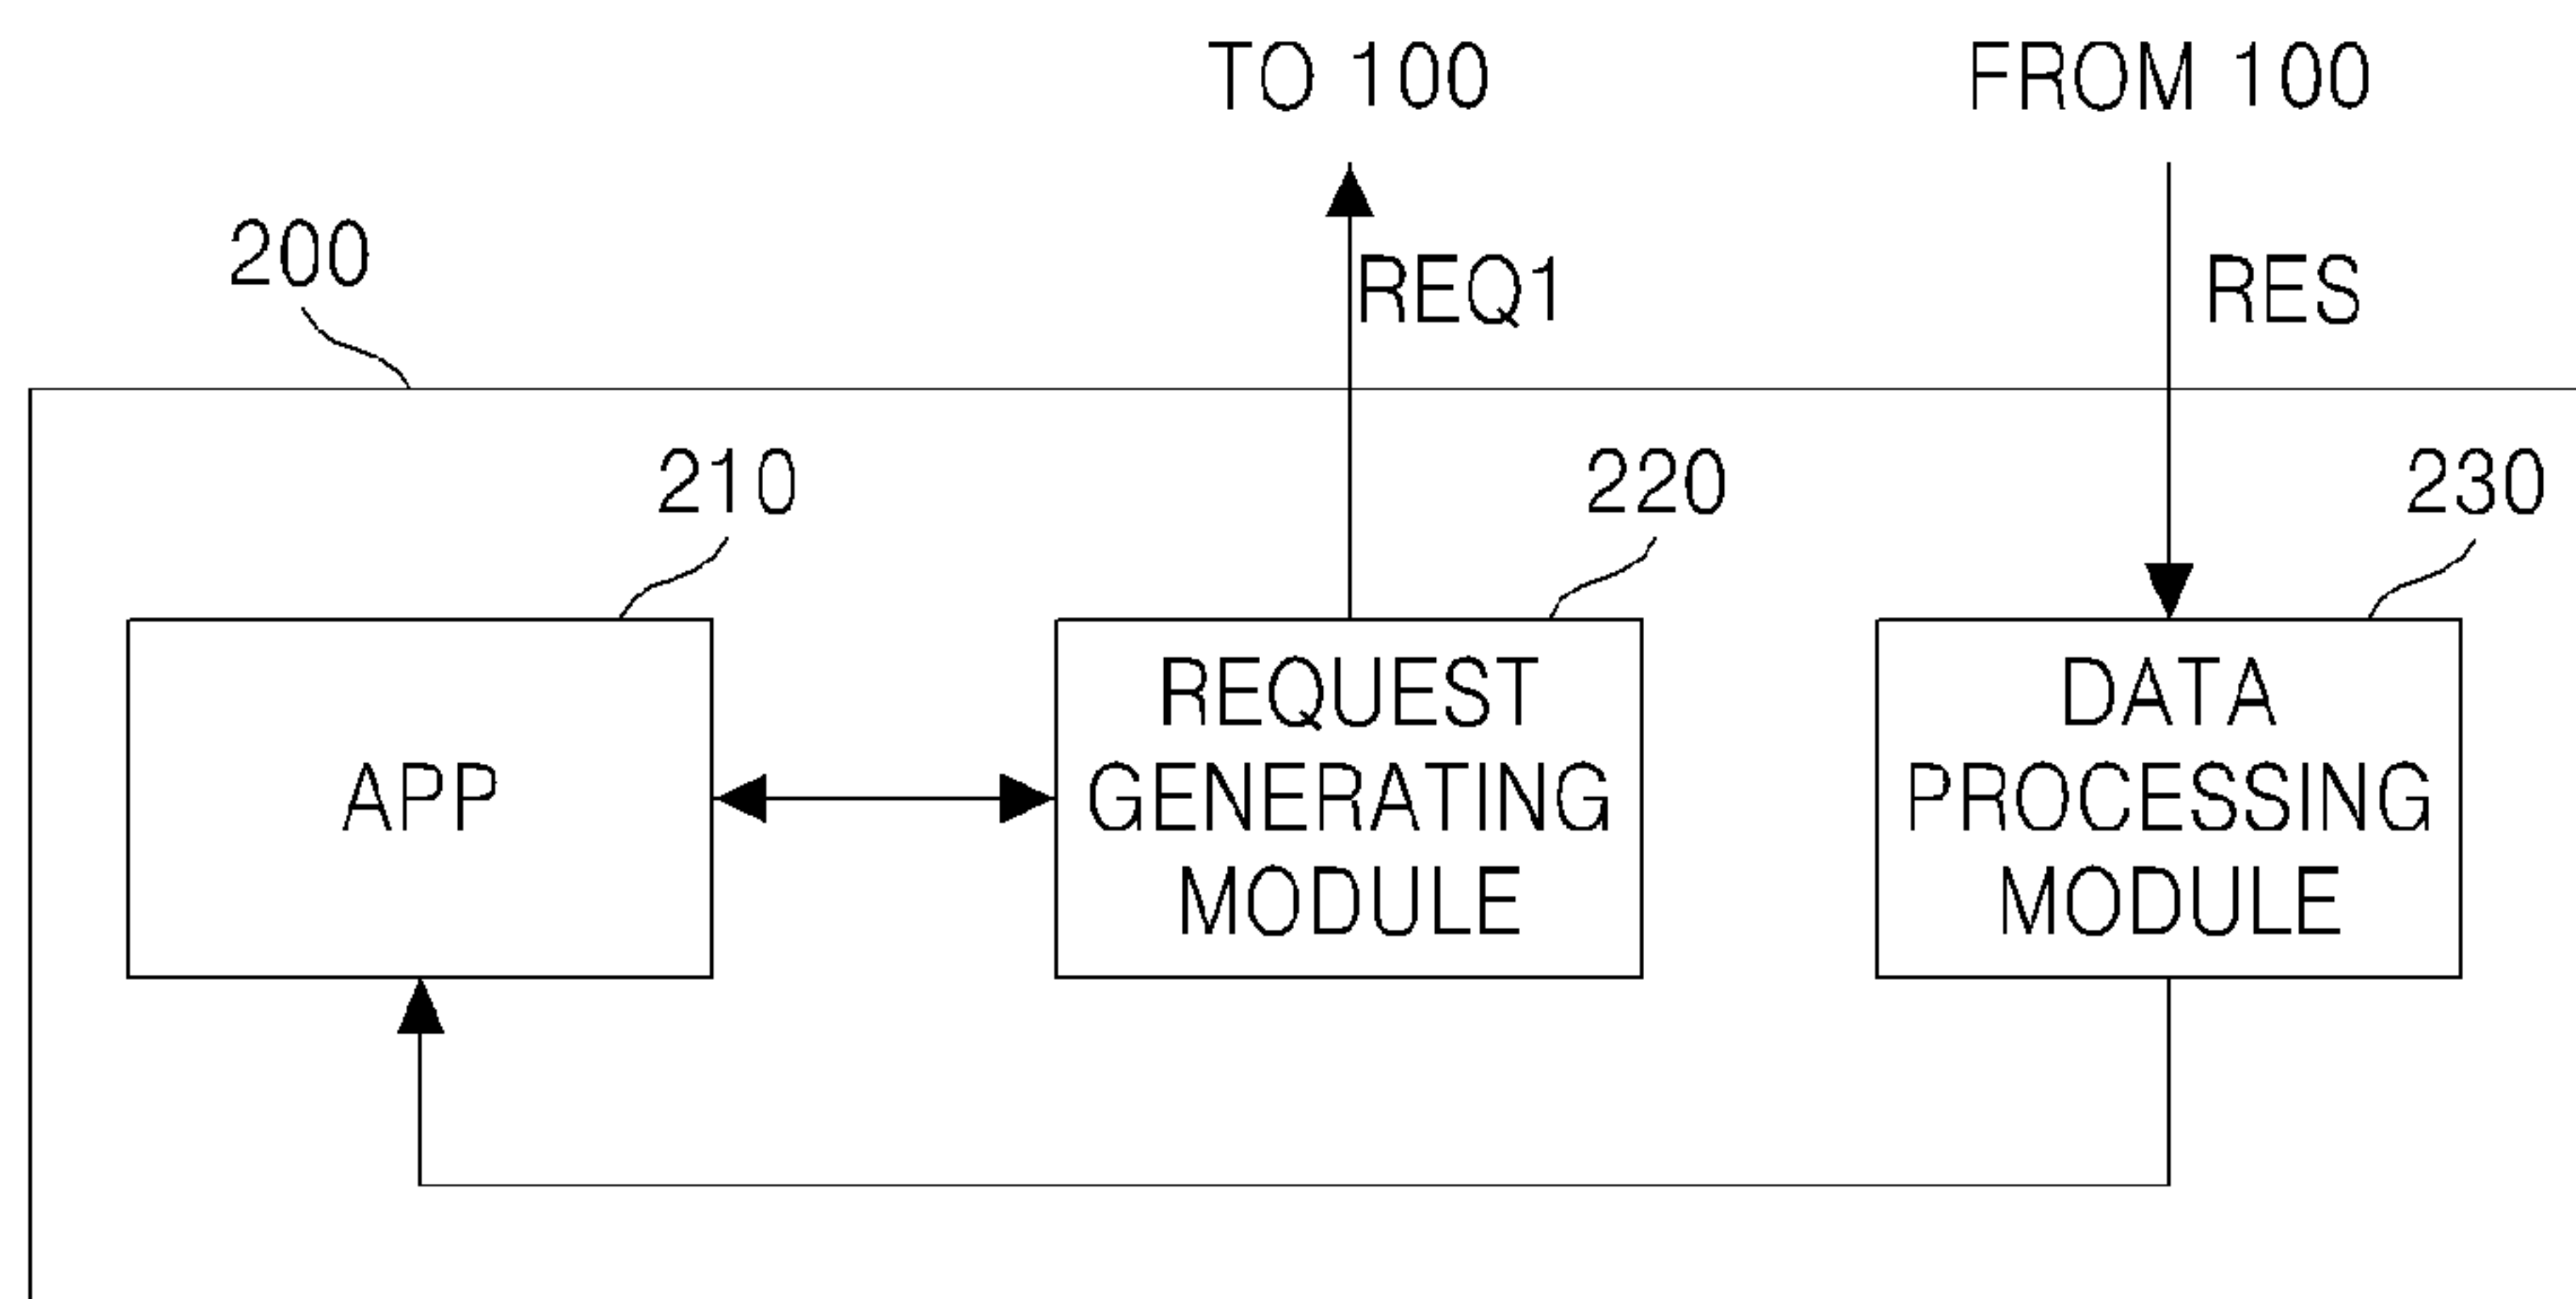 TO 100
FROM 100
REQ1
RES
200
210
220
230
APP
REQUEST
GENERATING
MODULE
DATA
PROCESSING
MODULE